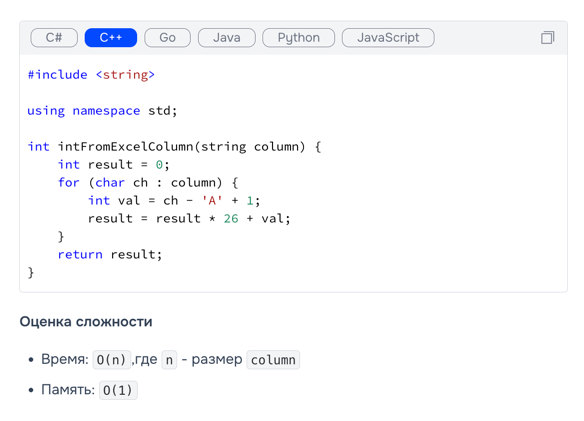 C# C++ Go Java Python JavaScript
#include <string>
using namespace std;
int intFromExcelColumn(string column) {
    int result = 0;
    for (char ch : column) {
        int val = ch - 'A' + 1;
        result = result * 26 + val;
    }
    return result;
}
Оценка сложности
• Время: O(n) ,где n - размер column
• Память: O(1)